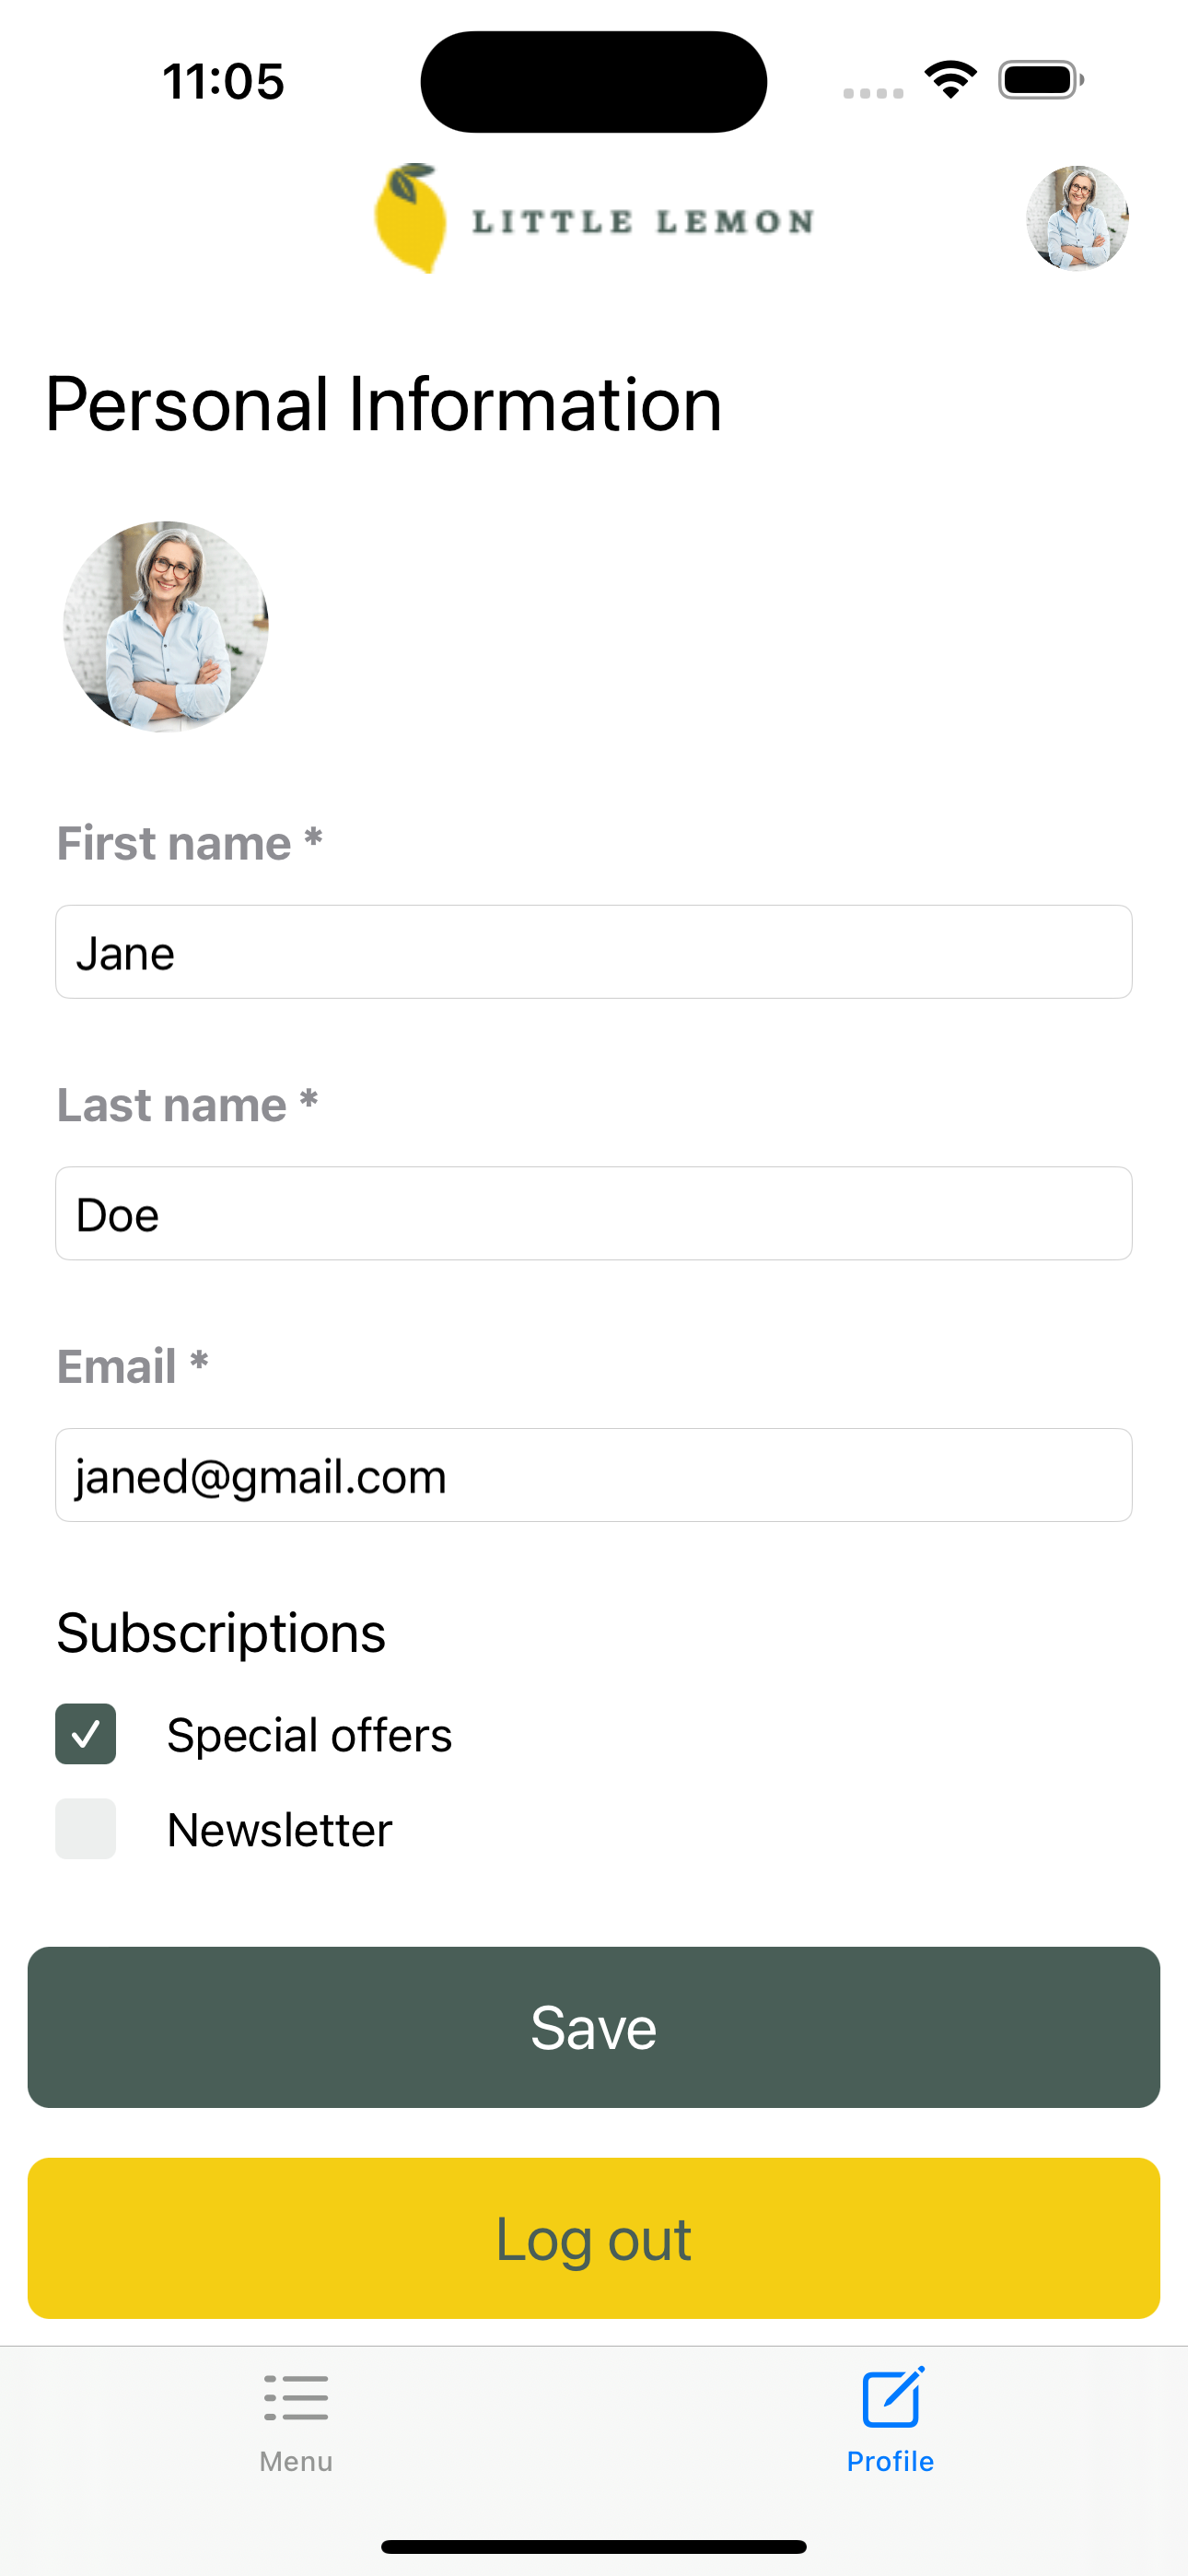 11:05
LITTLE LEMON
Personal Information
First name *
Jane
Last name *
Doe
Email *
janed@gmail.com
Subscriptions
Special offers
Newsletter
Save
Log out
Menu
Profile